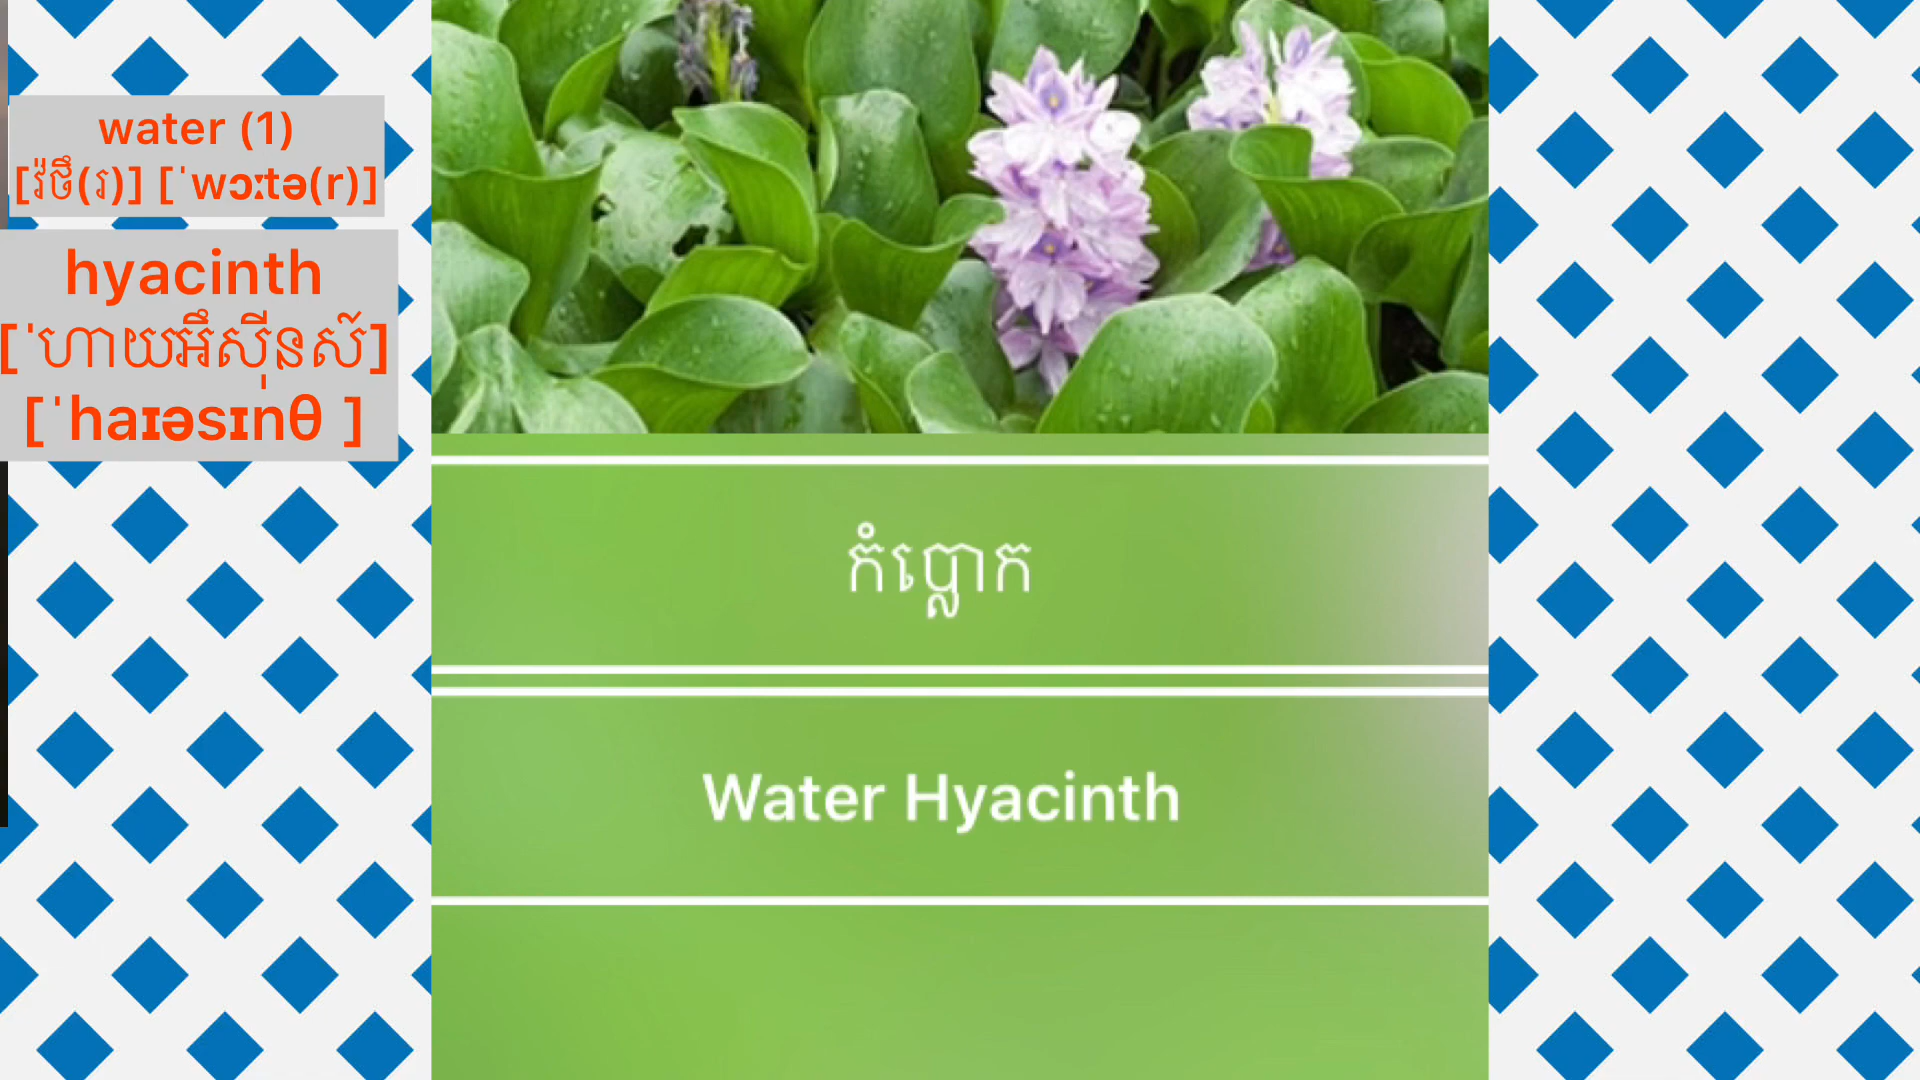 water (1)
[វ៉ថឹ(រ)] [ˈwɔːtə(r)]
hyacinth
[ˈហាយអឹស៊ីនស៍]
[ˈhaɪəsɪnθ ]
កំប្លោក
Water Hyacinth